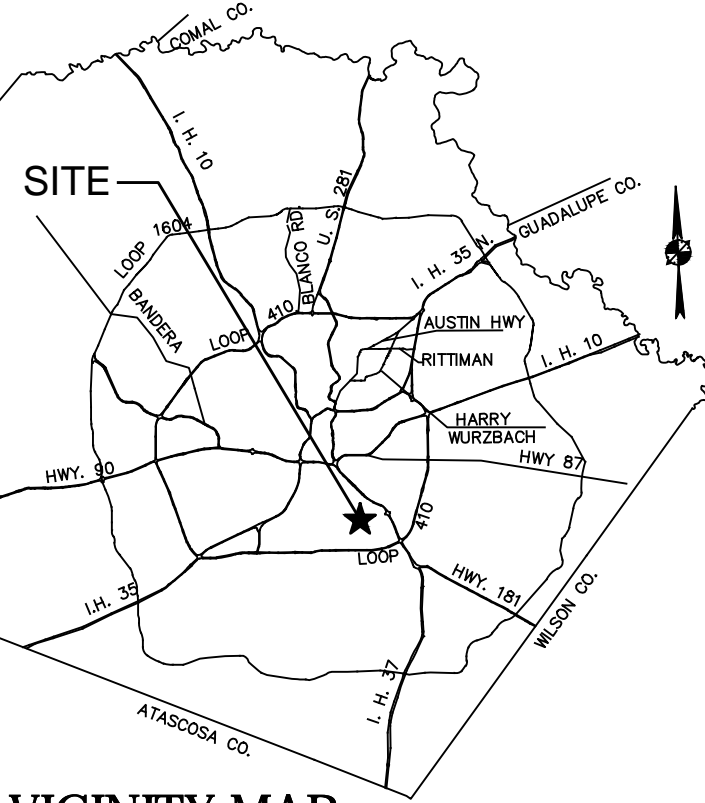 COMAL CO.
I. H. 10
SITE
U. S. 281
BLANCO RD.
GUADALUPE CO.
LOOP 1604
I. H. 35 N.
BANDERA
LOOP 410
AUSTIN HWY
RITTIMAN
I. H. 10
HARRY
WURZBACH
HWY 87
HWY. 90
410
LOOP
HWY. 181
I.H. 35
WILSON CO.
I. H. 37
ATASCOSA CO.
VICINITY MAP